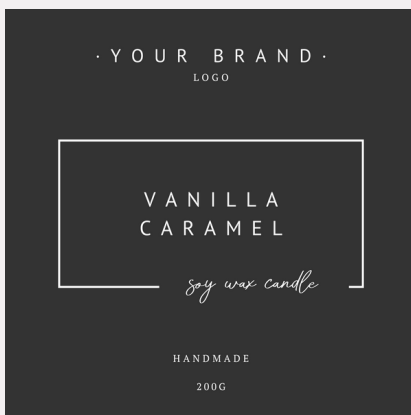 · YOUR BRAND ·
LOGO
VANILLA
CARAMEL
soy wax candle
HANDMADE
200G